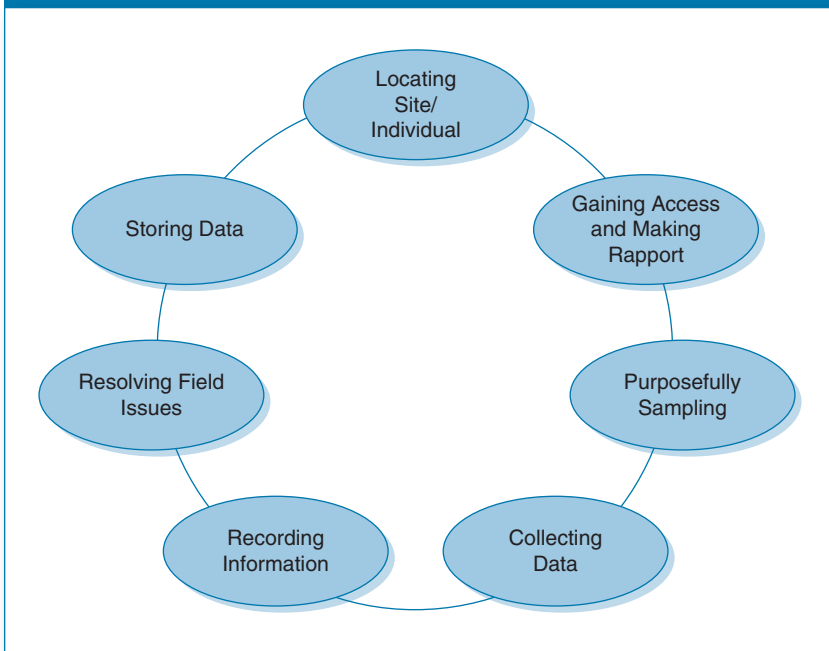 Locating
Site/
Individual
Gaining Access
and Making
Rapport
Purposefully
Sampling
Collecting
Data
Recording
Information
Resolving Field
Issues
Storing Data